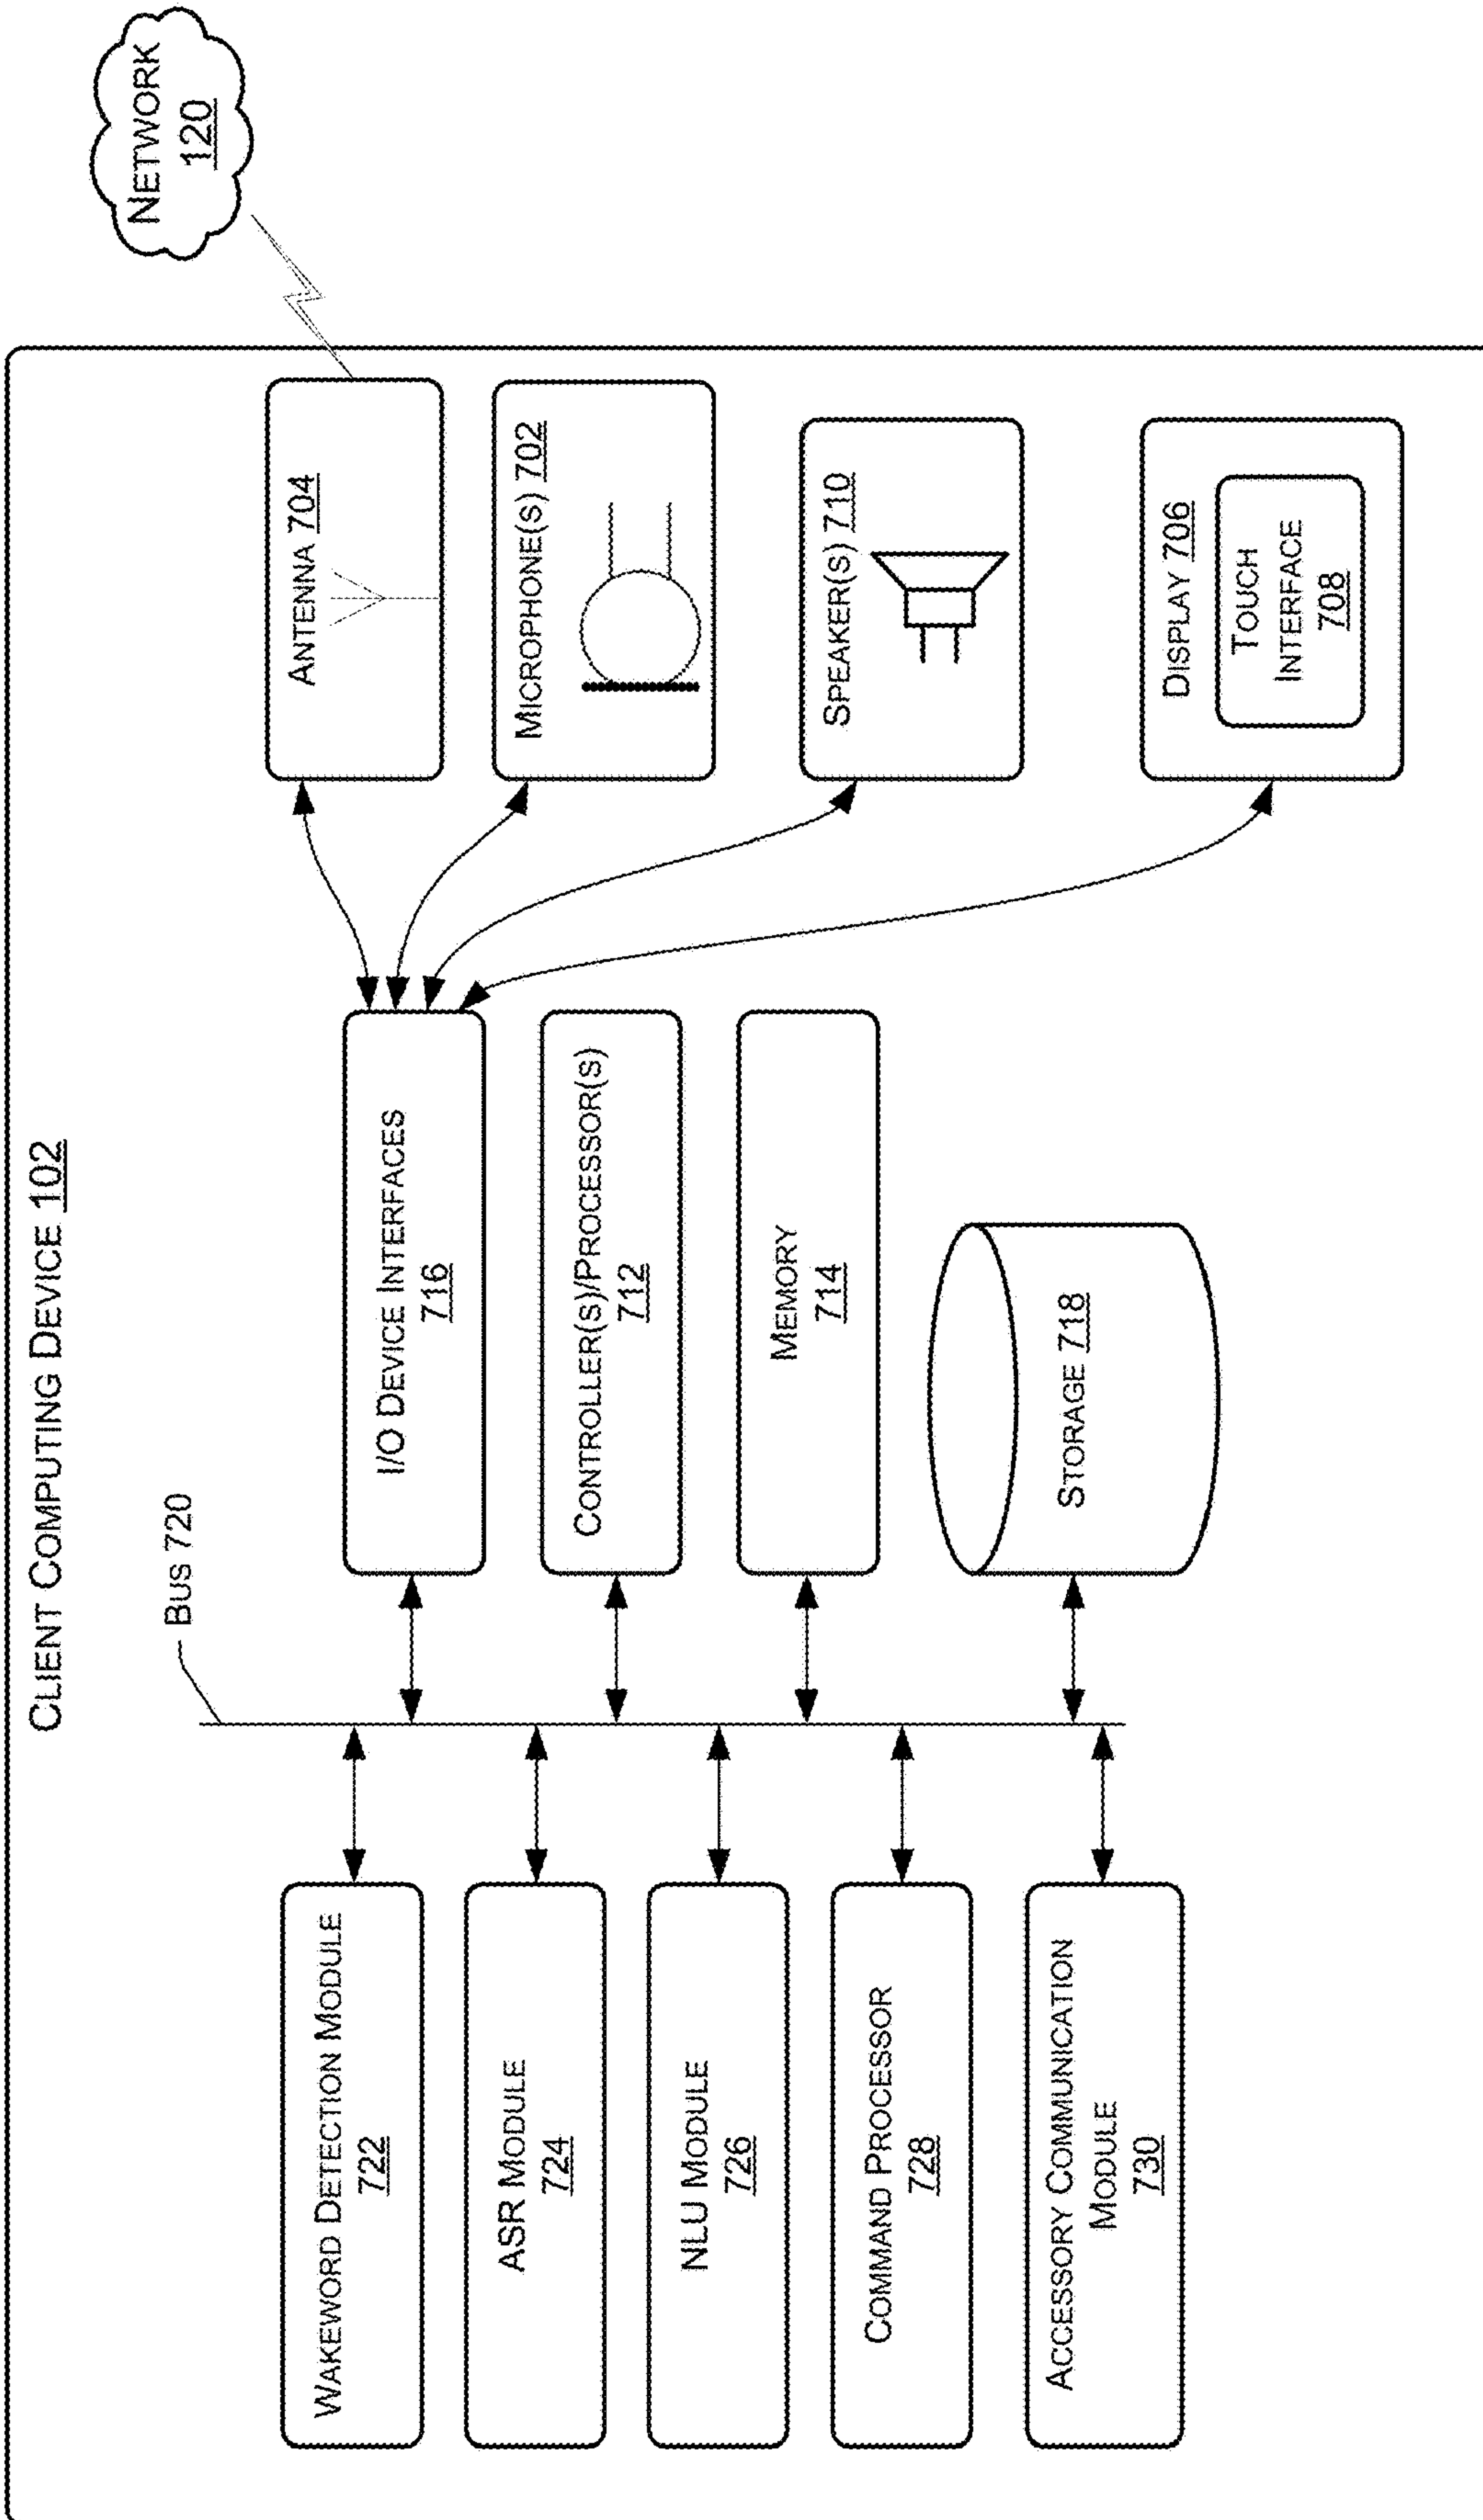 CLIENT COMPUTING DEVICE 102
BUS 720
WAKEWORD DETECTION MODULE
722
ASR MODULE
724
NLU MODULE
726
COMMAND PROCESSOR
728
ACCESSORY COMMUNICATION
MODULE
730
I/O DEVICE INTERFACES
716
CONTROLLER(S)/PROCESSOR(S)
712
MEMORY
714
STORAGE 718
ANTENNA 704
MICROPHONE(S) 702
SPEAKER(S) 710
DISPLAY 706
TOUCH
INTERFACE
708
NETWORK
120